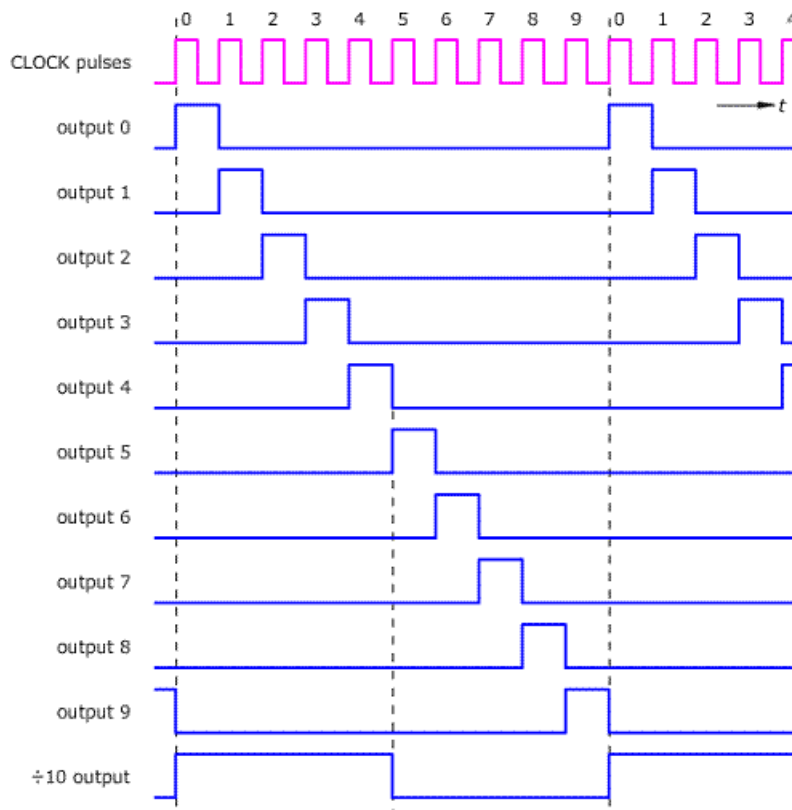 0 1 2 3 4 5 6 7 8 9 0 1 2 3 4
CLOCK pulses
t
output 0
output 1
output 2
output 3
output 4
output 5
output 6
output 7
output 8
output 9
÷10 output